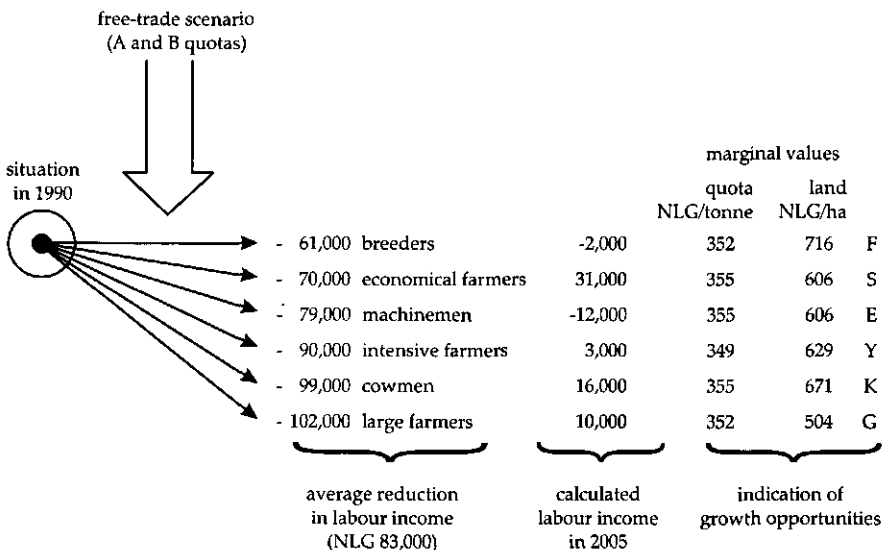 free-trade scenario
(A and B quotas)
situation
in 1990
marginal values
quota land
NLG/tonne NLG/ha
- 61,000 breeders -2,000 352 716 F
- 70,000 economical farmers 31,000 355 606 S
- 79,000 machinemen -12,000 355 606 E
- 90,000 intensive farmers 3,000 349 629 Y
- 99,000 cowmen 16,000 355 671 K
- 102,000 large farmers 10,000 352 504 G
average reduction calculated indication of
in labour income labour income growth opportunities
(NLG 83,000) in 2005